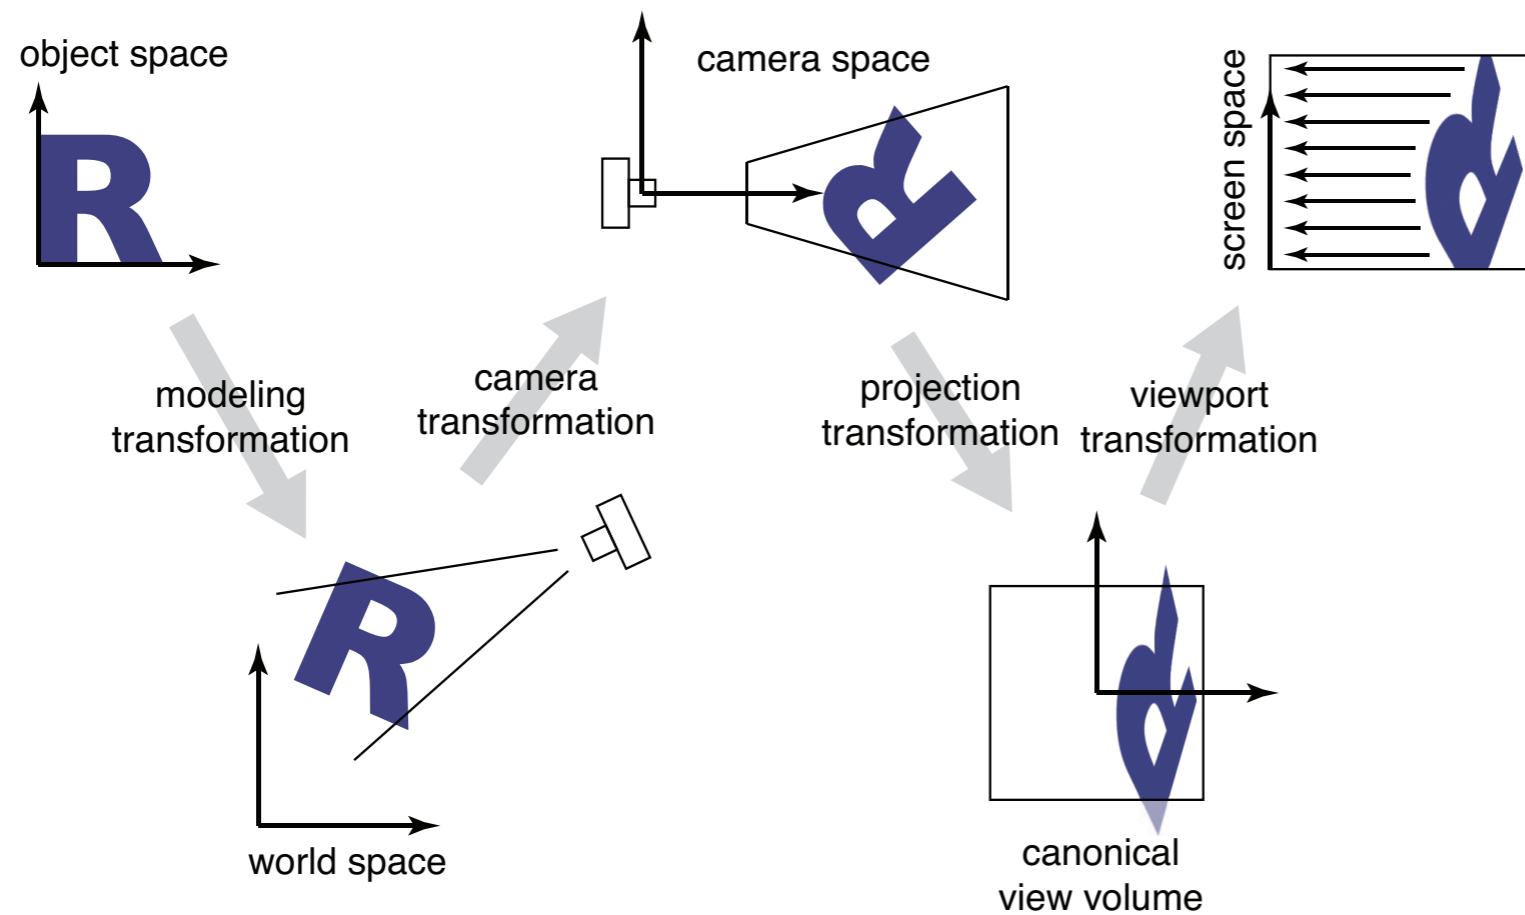 object space
camera space
screen space
modeling
transformation
camera
transformation
projection
transformation
viewport
transformation
world space
canonical
view volume